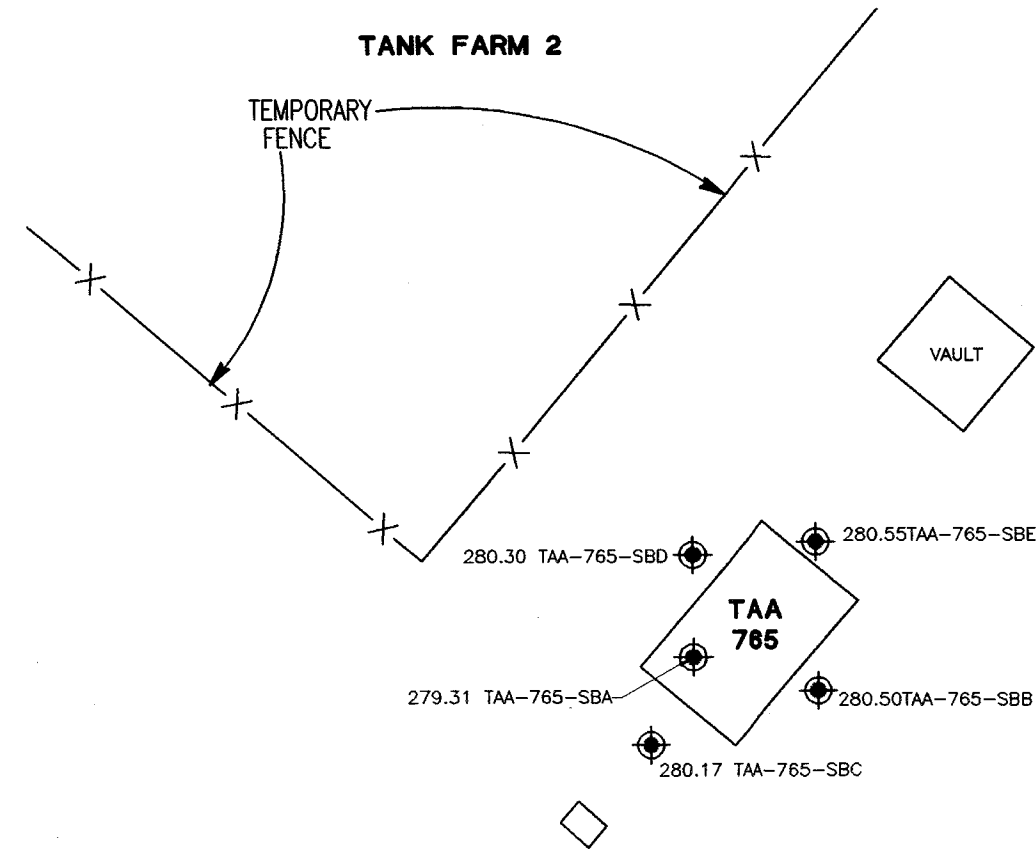 TANK FARM 2
TEMPORARY
FENCE
VAULT
280.30 TAA-765-SBD
280.55TAA-765-SBE
TAA
765
279.31 TAA-765-SBA
280.50TAA-765-SBB
280.17 TAA-765-SBC